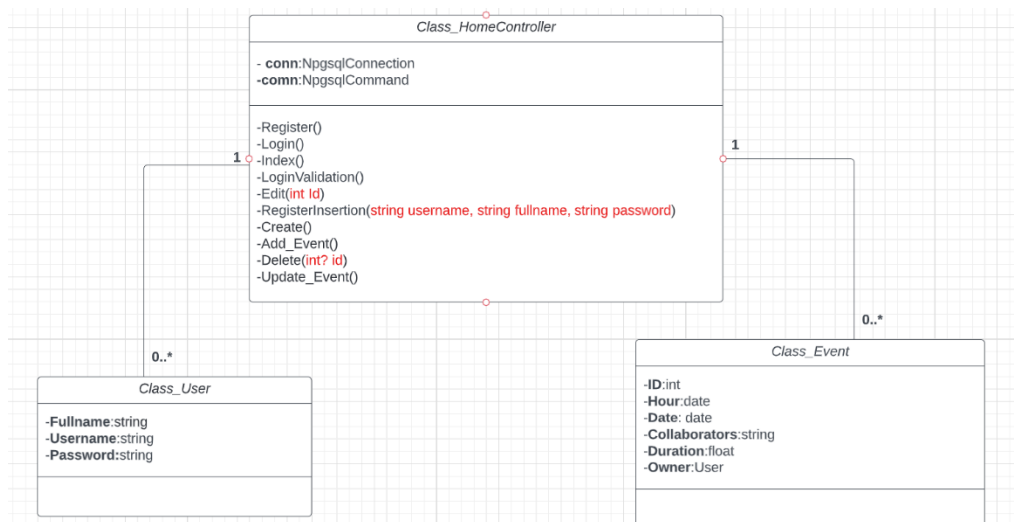 Class_HomeController
- conn:NpgsqlConnection
-comn:NpgsqlCommand
-Register()
-Login()
-Index()
-LoginValidation()
-Edit(int Id)
-RegisterInsertion(string username, string fullname, string password)
-Create()
-Add_Event()
-Delete(int? id)
-Update_Event()
1
1
0..*
0..*
Class_User
-Fullname:string
-Username:string
-Password:string
Class_Event
-ID:int
-Hour:date
-Date: date
-Collaborators:string
-Duration:float
-Owner:User